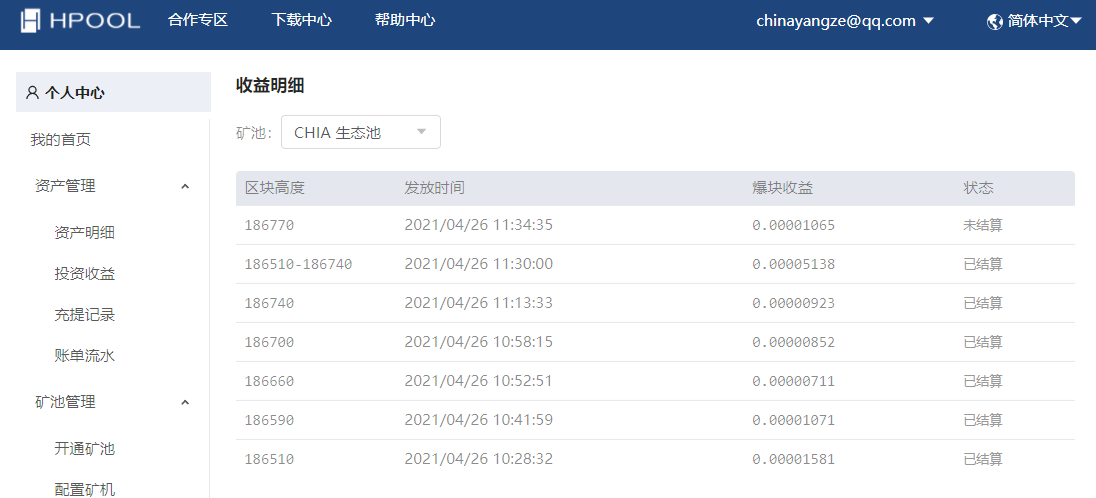 HPOOL 合作专区 下载中心 帮助中心 chinayangze@qq.com 简体中文
个人中心
我的首页
资产管理
资产明细
投资收益
充提记录
账单流水
矿池管理
开通矿池
配置矿机
收益明细
矿池: CHIA 生态池
区块高度 发放时间 爆块收益 状态
186770 2021/04/26 11:34:35 0.00001065 未结算
186510-186740 2021/04/26 11:30:00 0.00005138 已结算
186740 2021/04/26 11:13:33 0.00000923 已结算
186700 2021/04/26 10:58:15 0.00000852 已结算
186660 2021/04/26 10:52:51 0.00000711 已结算
186590 2021/04/26 10:41:59 0.00001071 已结算
186510 2021/04/26 10:28:32 0.00001581 已结算